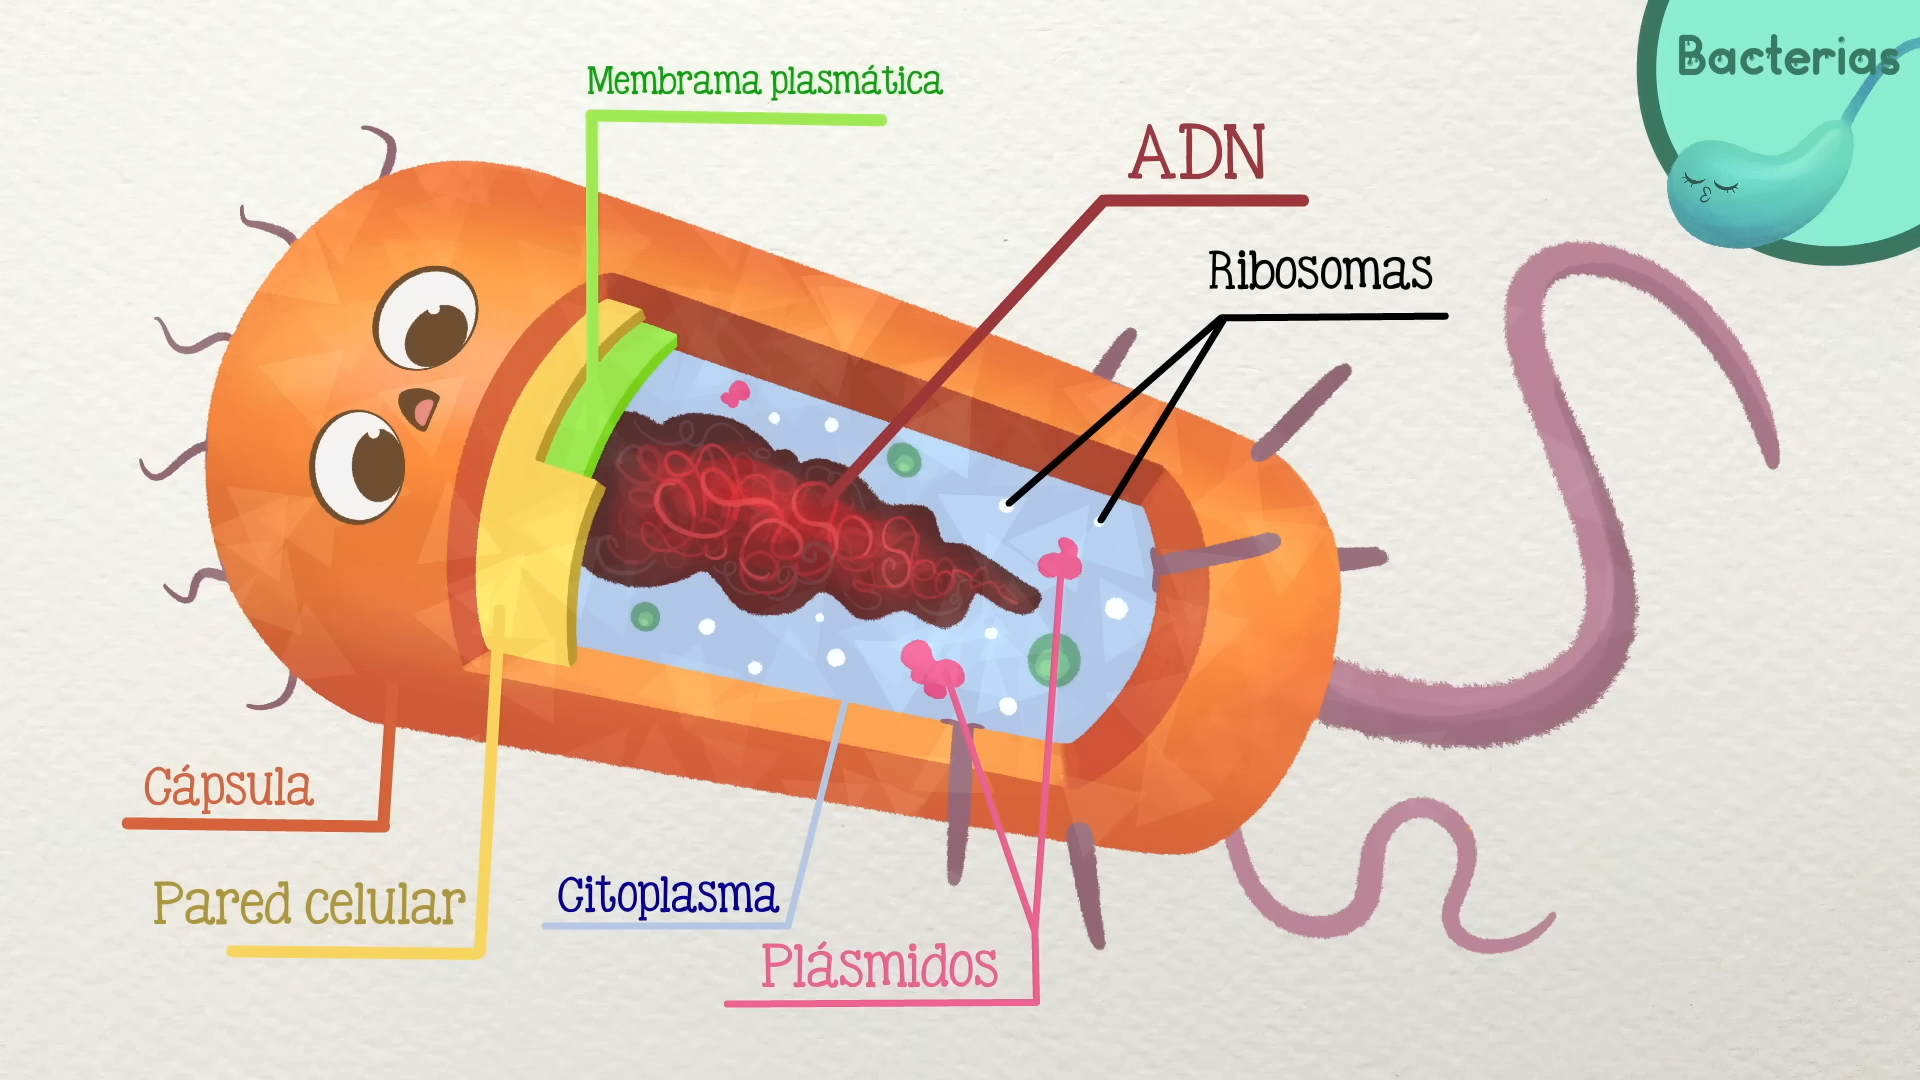 Bacterias
Membrama plasmática
ADN
Ribosomas
Cápsula
Pared celular
Citoplasma
Plásmidos